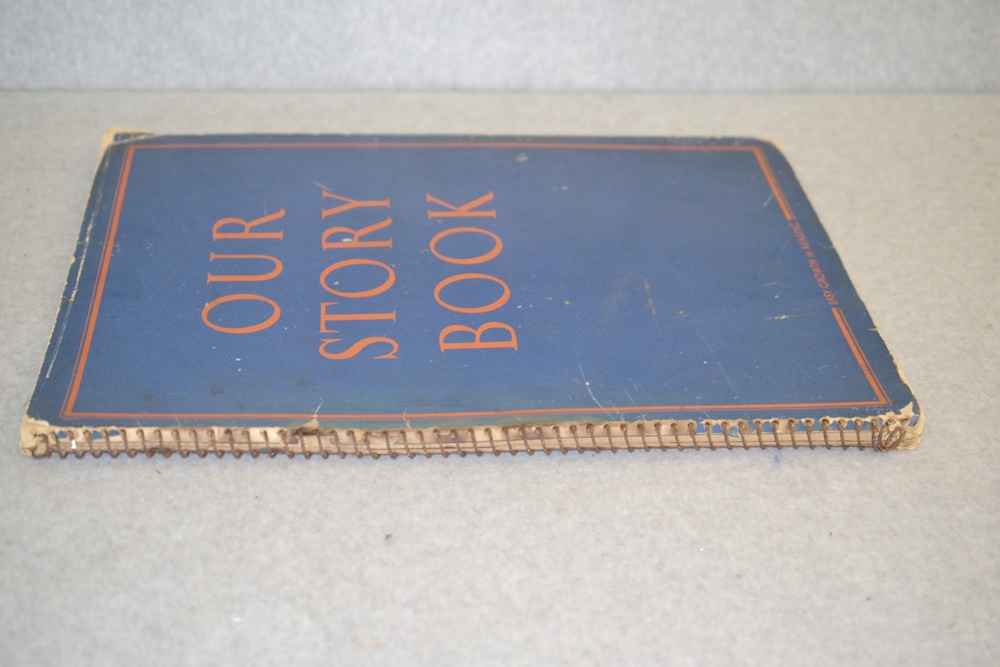 OUR
STORY
BOOK
EASY GROWTH IN READING